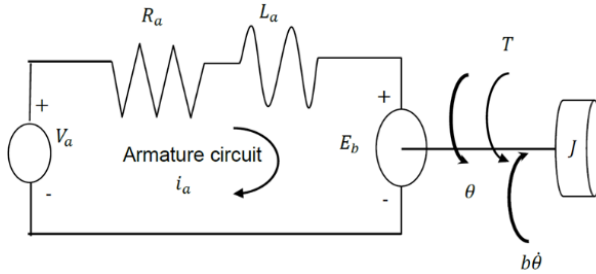 R_a
L_a
T
+
+
V_a
Armature circuit
E_b
J
i_a
θ
-
-
bθ̇